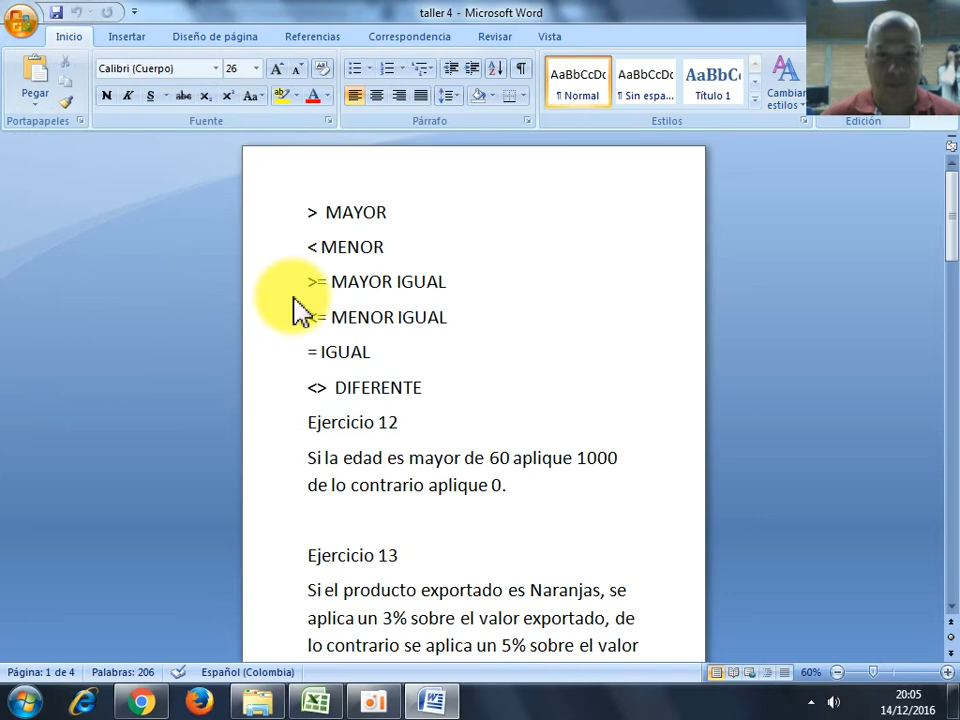 taller 4 - Microsoft Word
Inicio Insertar Diseño de página Referencias Correspondencia Revisar Vista
Pegar
Portapapeles
Calibri (Cuerpo) 26
N K S abc x₂ x² Aa
Fuente
Párrafo
AaBbCcDc AaBbCcDc AaBbC
¶ Normal ¶ Sin espa... Título 1
Cambiar estilos
Estilos
Edición
> MAYOR
< MENOR
>= MAYOR IGUAL
<= MENOR IGUAL
= IGUAL
<> DIFERENTE
Ejercicio 12
Si la edad es mayor de 60 aplique 1000
de lo contrario aplique 0.
Ejercicio 13
Si el producto exportado es Naranjas, se
aplica un 3% sobre el valor exportado, de
lo contrario se aplica un 5% sobre el valor
Página: 1 de 4 Palabras: 206 Español (Colombia) 60%
20:05
14/12/2016